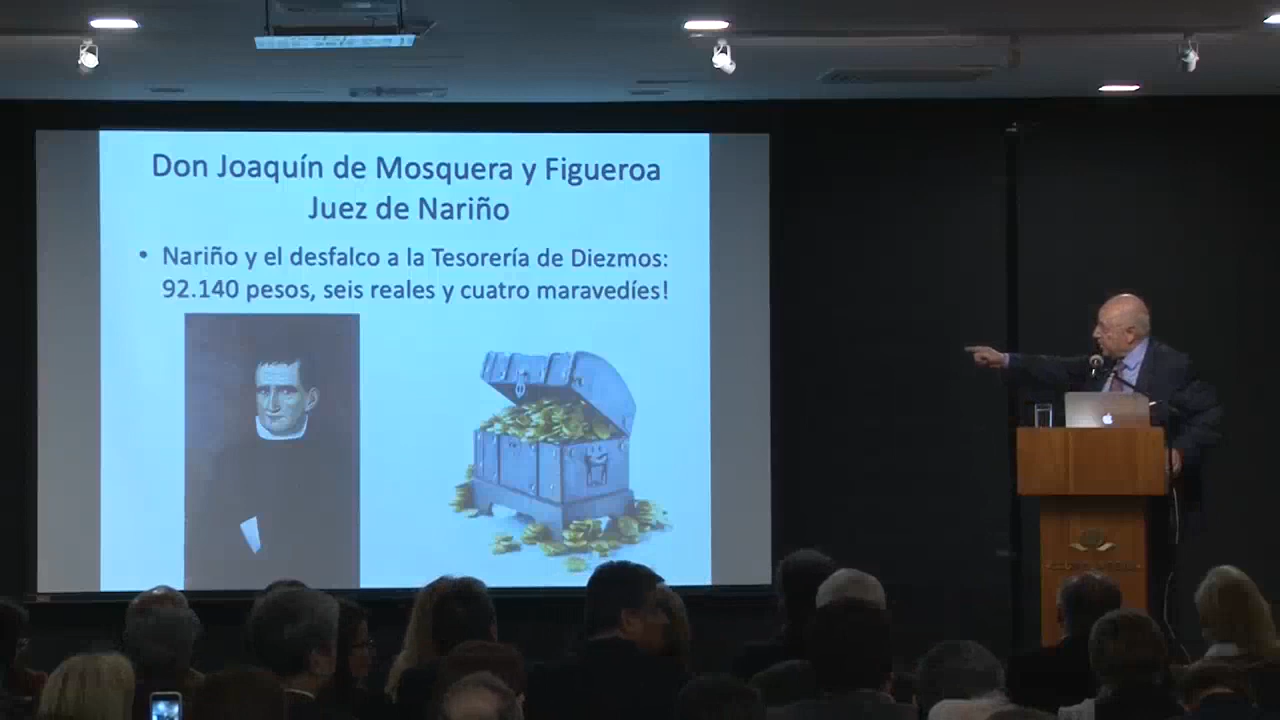 Don Joaquín de Mosquera y Figueroa
Juez de Nariño
• Nariño y el desfalco a la Tesorería de Diezmos:
92.140 pesos, seis reales y cuatro maravedíes!